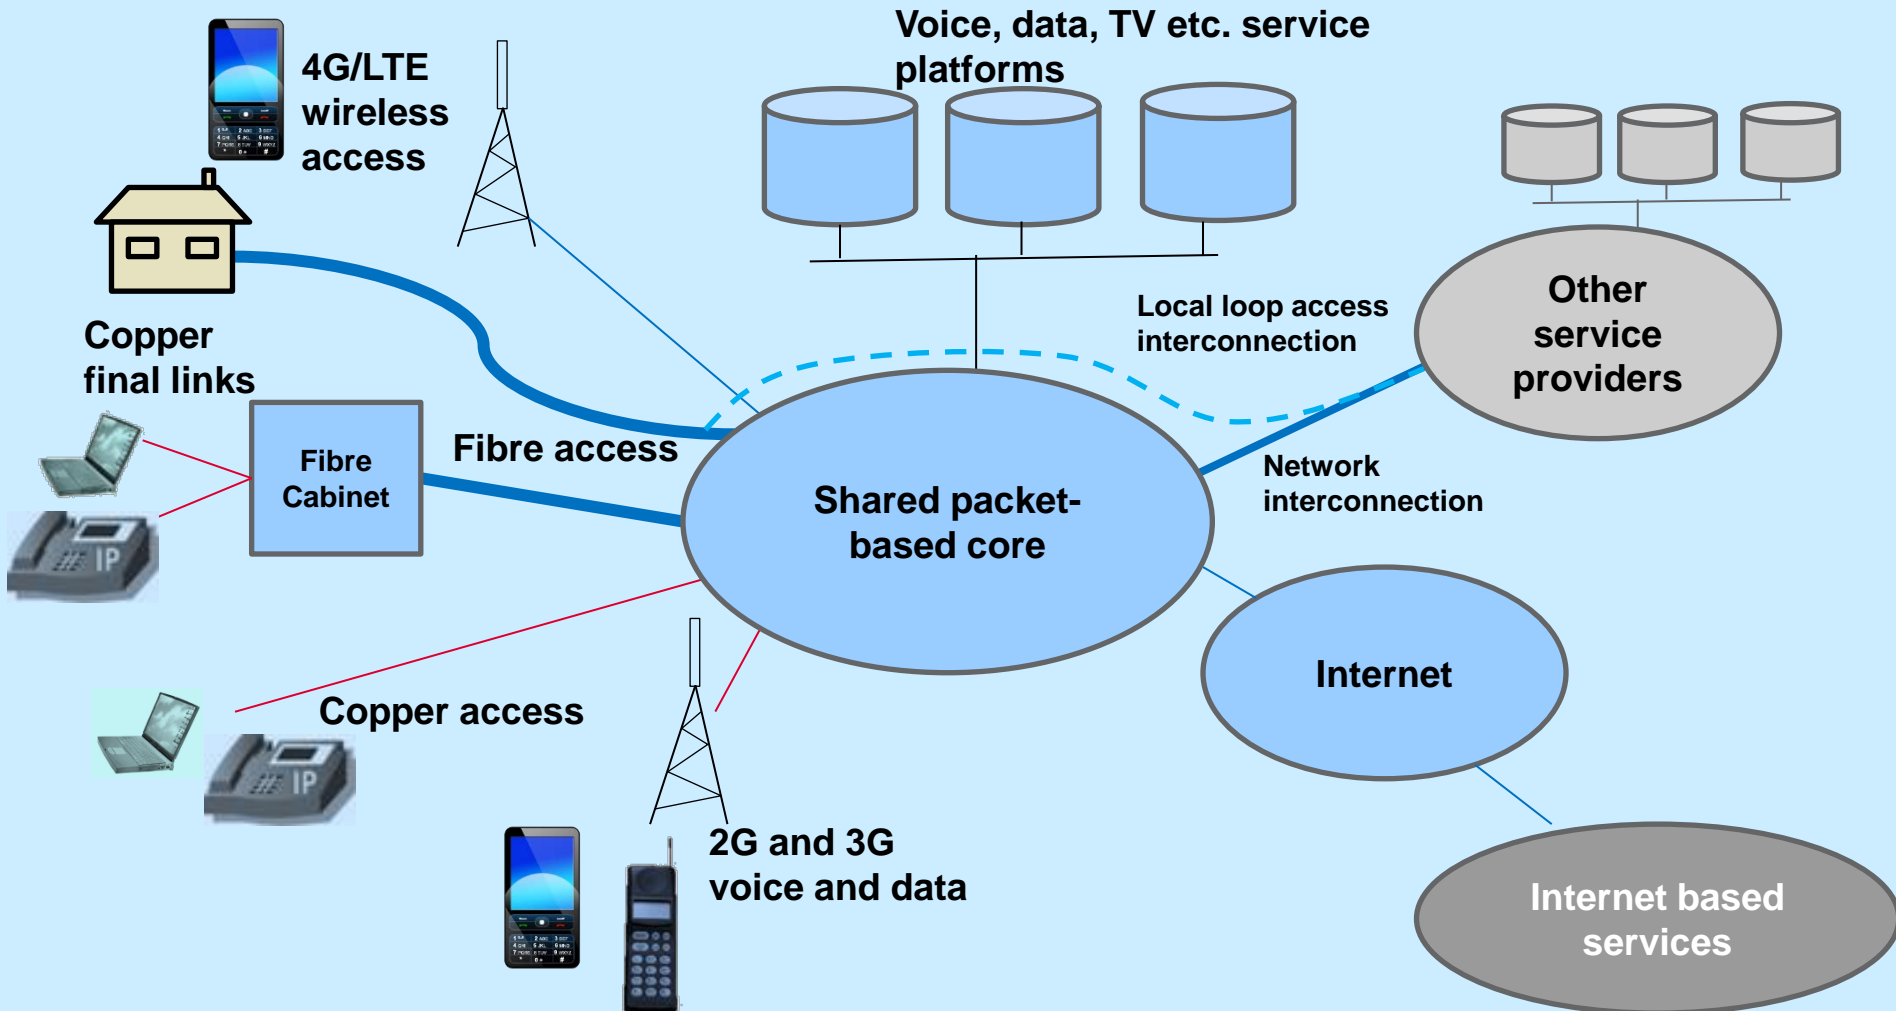 Voice, data, TV etc. service
platforms
4G/LTE
wireless
access
Local loop access
interconnection
Other
service
providers
Copper
final links
Fibre
Cabinet
Fibre access
Network
interconnection
Shared packet-
based core
IP
Internet
Copper access
IP
2G and 3G
voice and data
Internet based
services